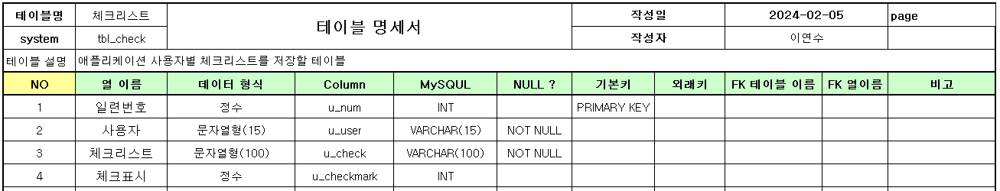 테이블명 체크리스트 테이블 명세서 작성일 2024-02-05 page
system tbl_check 작성자 이연수
테이블 설명 애플리케이션 사용자별 체크리스트를 저장할 테이블
NO 열 이름 데이터 형식 Column MySQUL NULL ? 기본키 외래키 FK 테이블 이름 FK 열이름 비고
1 일련번호 정수 u_num INT PRIMARY KEY
2 사용자 문자열형(15) u_user VARCHAR(15) NOT NULL
3 체크리스트 문자열형(100) u_check VARCHAR(100) NOT NULL
4 체크표시 정수 u_checkmark INT